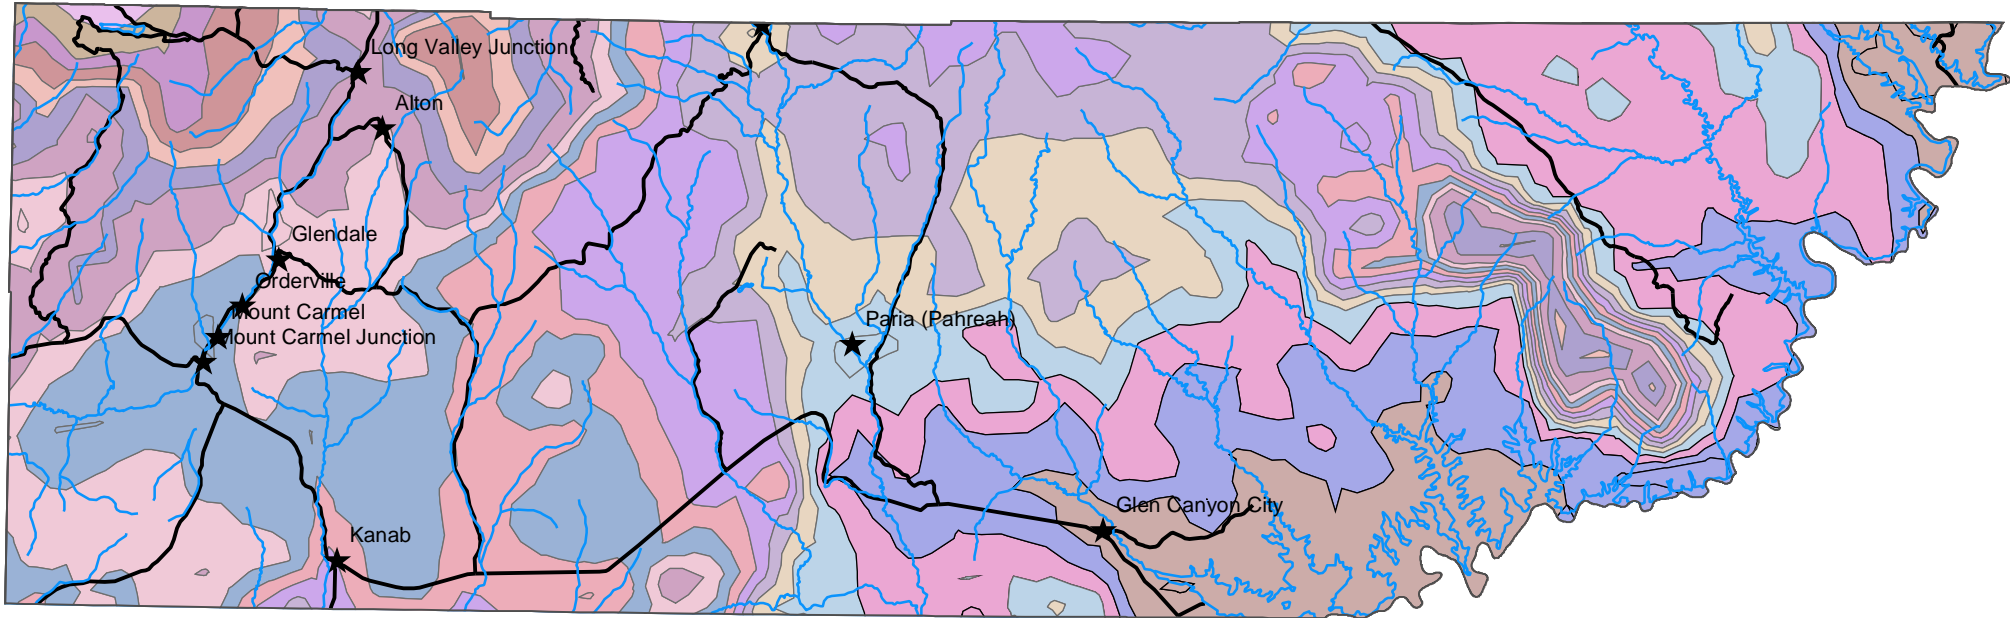 Long Valley Junction
Alton
Glendale
Orderville
Mount Carmel
Mount Carmel Junction
Paria (Pahreah)
Glen Canyon City
Kanab